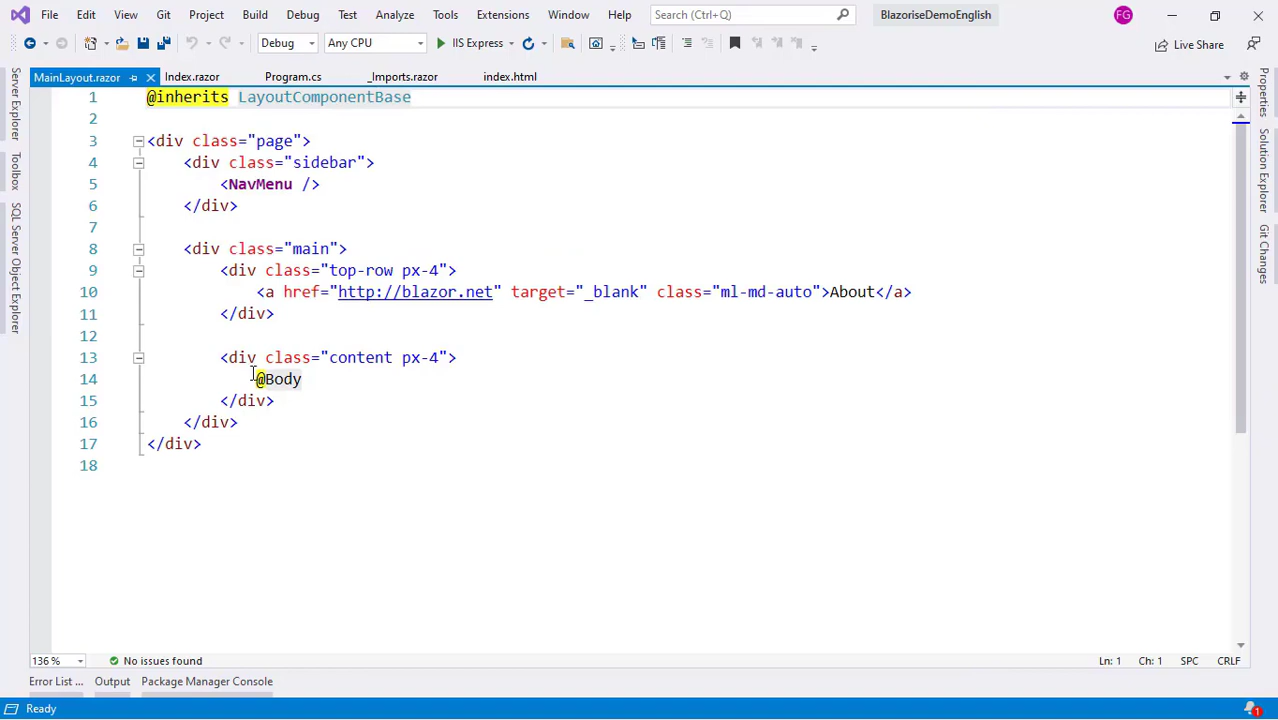 File Edit View Git Project Build Debug Test Analyze Tools Extensions Window Help Search (Ctrl+Q) BlazoriseDemoEnglish FG
Debug Any CPU IIS Express Live Share
MainLayout.razor Index.razor Program.cs _Imports.razor index.html
Server Explorer
Toolbox
SQL Server Object Explorer
1 @inherits LayoutComponentBase
2
3 <div class="page">
4 <div class="sidebar">
5 <NavMenu />
6 </div>
7
8 <div class="main">
9 <div class="top-row px-4">
10 <a href="http://blazor.net" target="_blank" class="ml-md-auto">About</a>
11 </div>
12
13 <div class="content px-4">
14 @Body
15 </div>
16 </div>
17 </div>
18
Properties
Solution Explorer
Git Changes
136 % No issues found Ln: 1 Ch: 1 SPC CRLF
Error List ... Output Package Manager Console
Ready 1